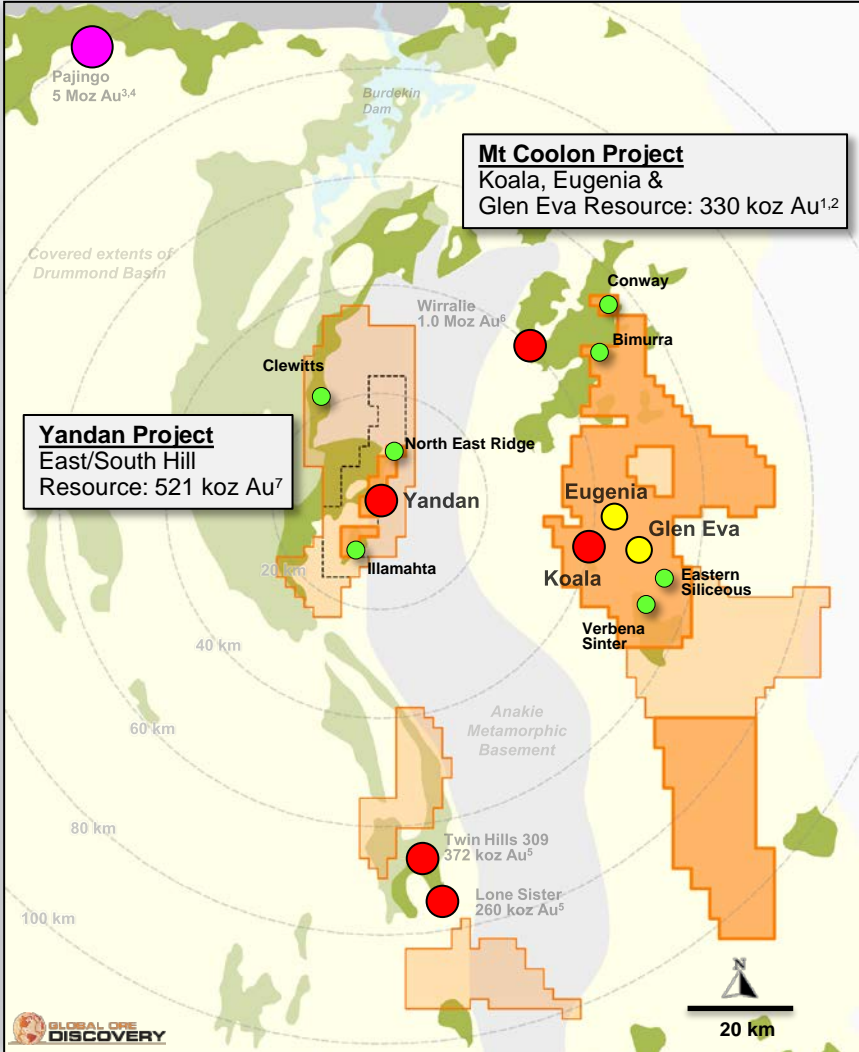 Pajingo
5 Moz Au3,4
Burdekin
Dam
Mt Coolon Project
Koala, Eugenia &
Glen Eva Resource: 330 koz Au1,2
Covered extents of
Drummond Basin
Conway
Wirralie
1.0 Moz Au6
Bimurra
Clewitts
Yandan Project
East/South Hill
Resource: 521 koz Au7
North East Ridge
Yandan
Eugenia
Glen Eva
Koala
Illamahta
20 km
Eastern
Siliceous
Verbena
Sinter
40 km
60 km
Anakie
Metamorphic
Basement
80 km
Twin Hills 309
372 koz Au5
Lone Sister
260 koz Au5
100 km
N
20 km
GLOBAL ORE
DISCOVERY